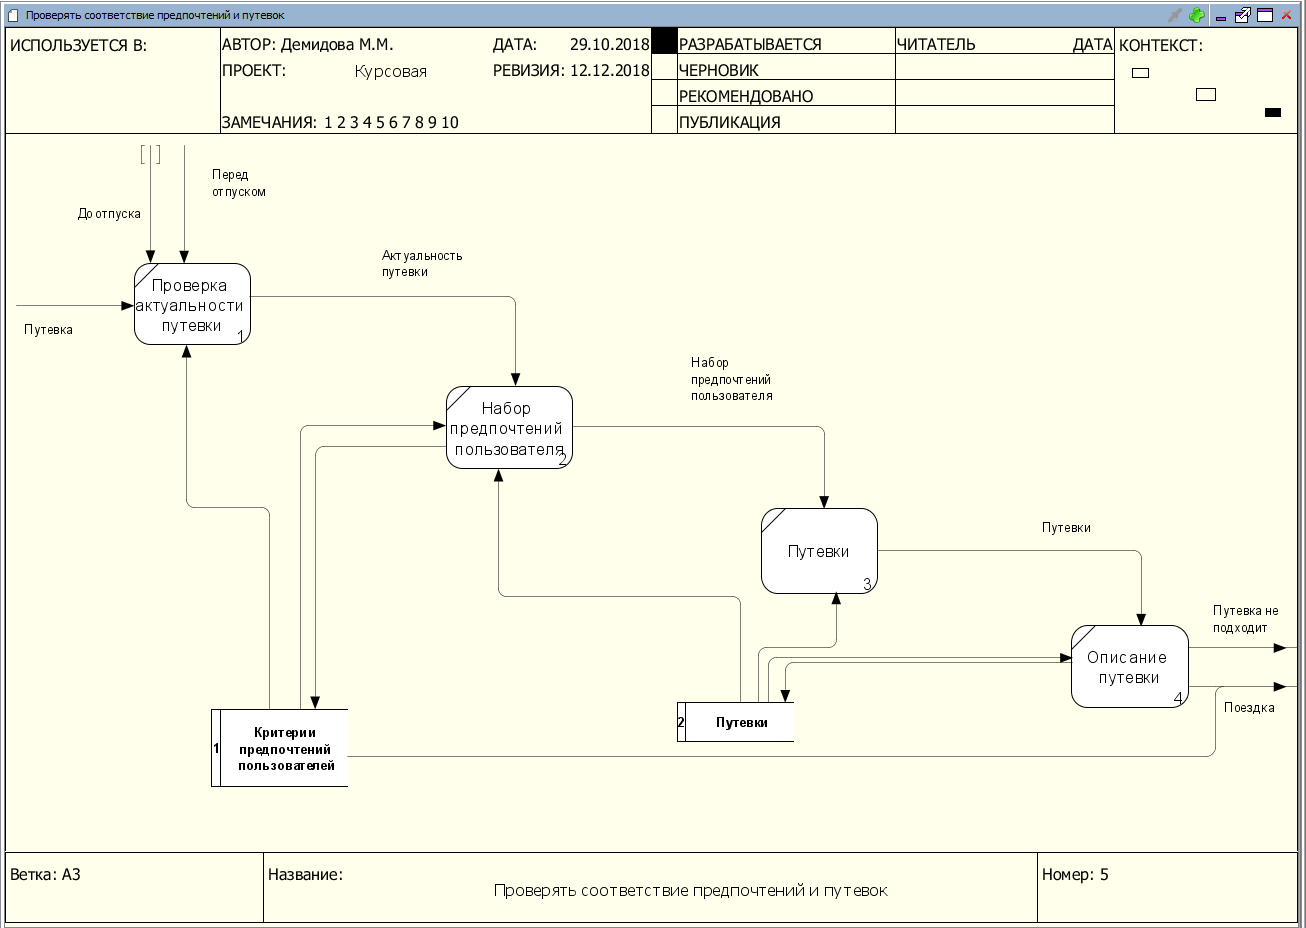 Проверять соответствие предпочтений и путевок
ИСПОЛЬЗУЕТСЯ В:
АВТОР: Демидова М.М.
ДАТА: 29.10.2018
ПРОЕКТ: Курсовая
РЕВИЗИЯ: 12.12.2018
ЗАМЕЧАНИЯ: 1 2 3 4 5 6 7 8 9 10
РАЗРАБАТЫВАЕТСЯ
ЧЕРНОВИК
РЕКОМЕНДОВАНО
ПУБЛИКАЦИЯ
ЧИТАТЕЛЬ ДАТА
КОНТЕКСТ:
[ ]
Перед
отпуском
До отпуска
Актуальность
путевки
Проверка
актуальности
путевки
1
Путевка
Набор
предпочтений
пользователя
Набор
предпочтений
пользователя
2
Путевки
3
Путевки
Путевка не
подходит
Описание
путевки
4
Поездка
1
Критерии
предпочтений
пользователей
2
Путевки
Ветка: A3
Название:
Проверять соответствие предпочтений и путевок
Номер: 5